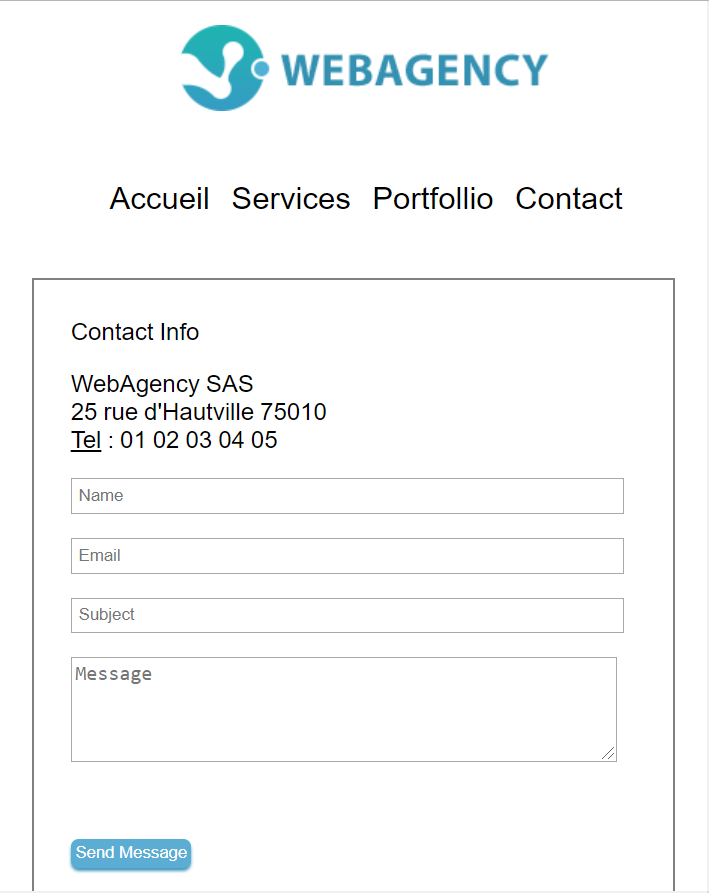 WEBAGENCY
Accueil Services Portfollio Contact
Contact Info
WebAgency SAS
25 rue d'Hautville 75010
Tel : 01 02 03 04 05
Name
Email
Subject
Message
Send Message